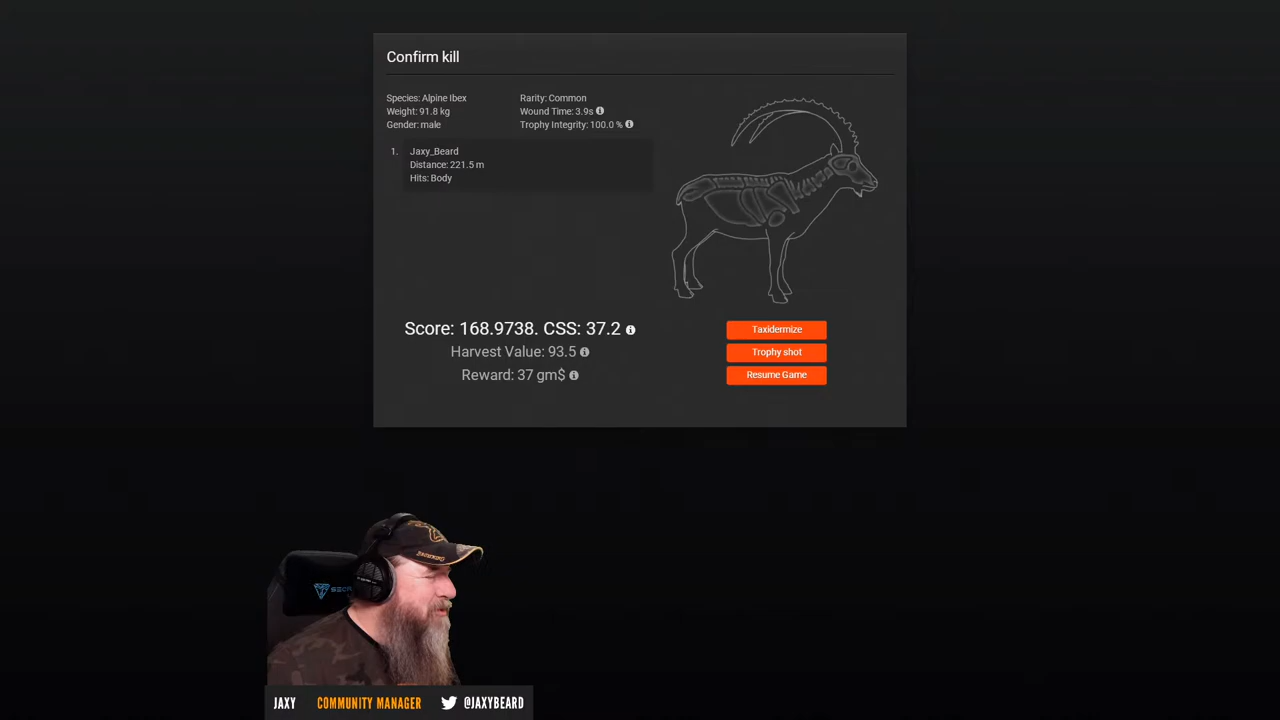 Confirm kill
Species: Alpine Ibex
Weight: 91.8 kg
Gender: male
Rarity: Common
Wound Time: 3.9s
Trophy Integrity: 100.0 %
1. Jaxy_Beard
Distance: 221.5 m
Hits: Body
Score: 168.9738. CSS: 37.2
Harvest Value: 93.5
Reward: 37 gm$
Taxidermize
Trophy shot
Resume Game
JAXY COMMUNITY MANAGER @JAXYBEARD